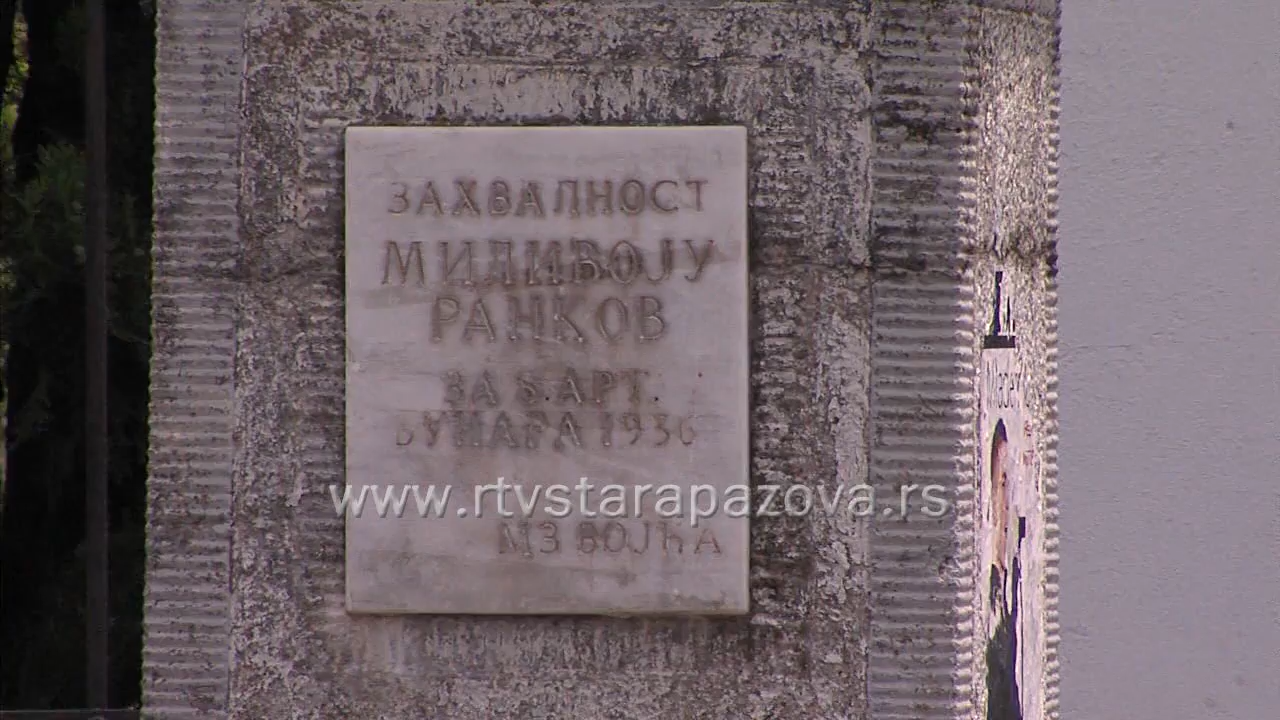 ЗАХВАЛНОСТ
МИЛИВОЈУ
РАНКОВ
ЗА 8. АРТ.
БУНАРА 1936
www.rtvstarapazova.rs
МЗ ВОЈКА